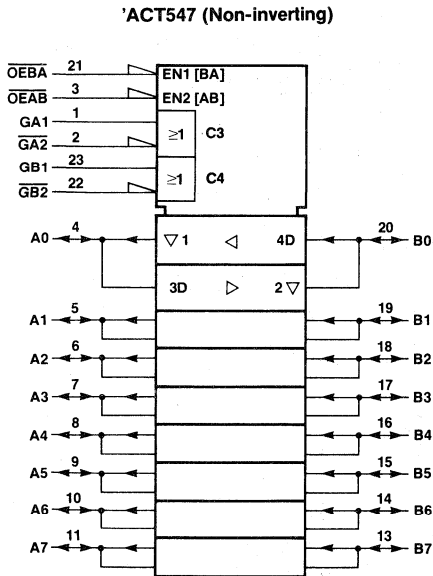 'ACT547 (Non-inverting)
OEBA 21 EN1 [BA]
OEAB 3 EN2 [AB]
GA1 1
≥1 C3
GA2 2
GB1 23
≥1 C4
GB2 22
A0 4 ▽ 1 ◁ 4D 20 B0
3D ▷ 2 ▽
A1 5 19 B1
A2 6 18 B2
A3 7 17 B3
A4 8 16 B4
A5 9 15 B5
A6 10 14 B6
A7 11 13 B7